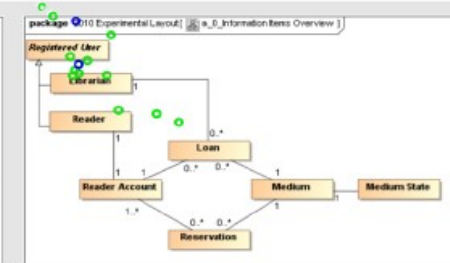 package 010 Experimental Layout[ a_0_Information Items Overview ]
Registered User
Librarian
1
Reader
0..*
1
Loan
1
1
0..*
0..*
1
Reader Account
Medium
1
Medium State
1..*
0..*
0..*
1
Reservation